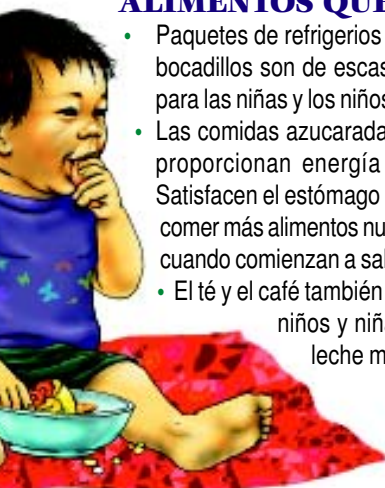 ALIMENTOS QUE
• Paquetes de refrigerios
bocadillos son de escas
para las niñas y los niños
• Las comidas azucarada
proporcionan energía
Satisfacen el estómago
comer más alimentos nu
cuando comienzan a sal
• El té y el café también
niños y niñ
leche m